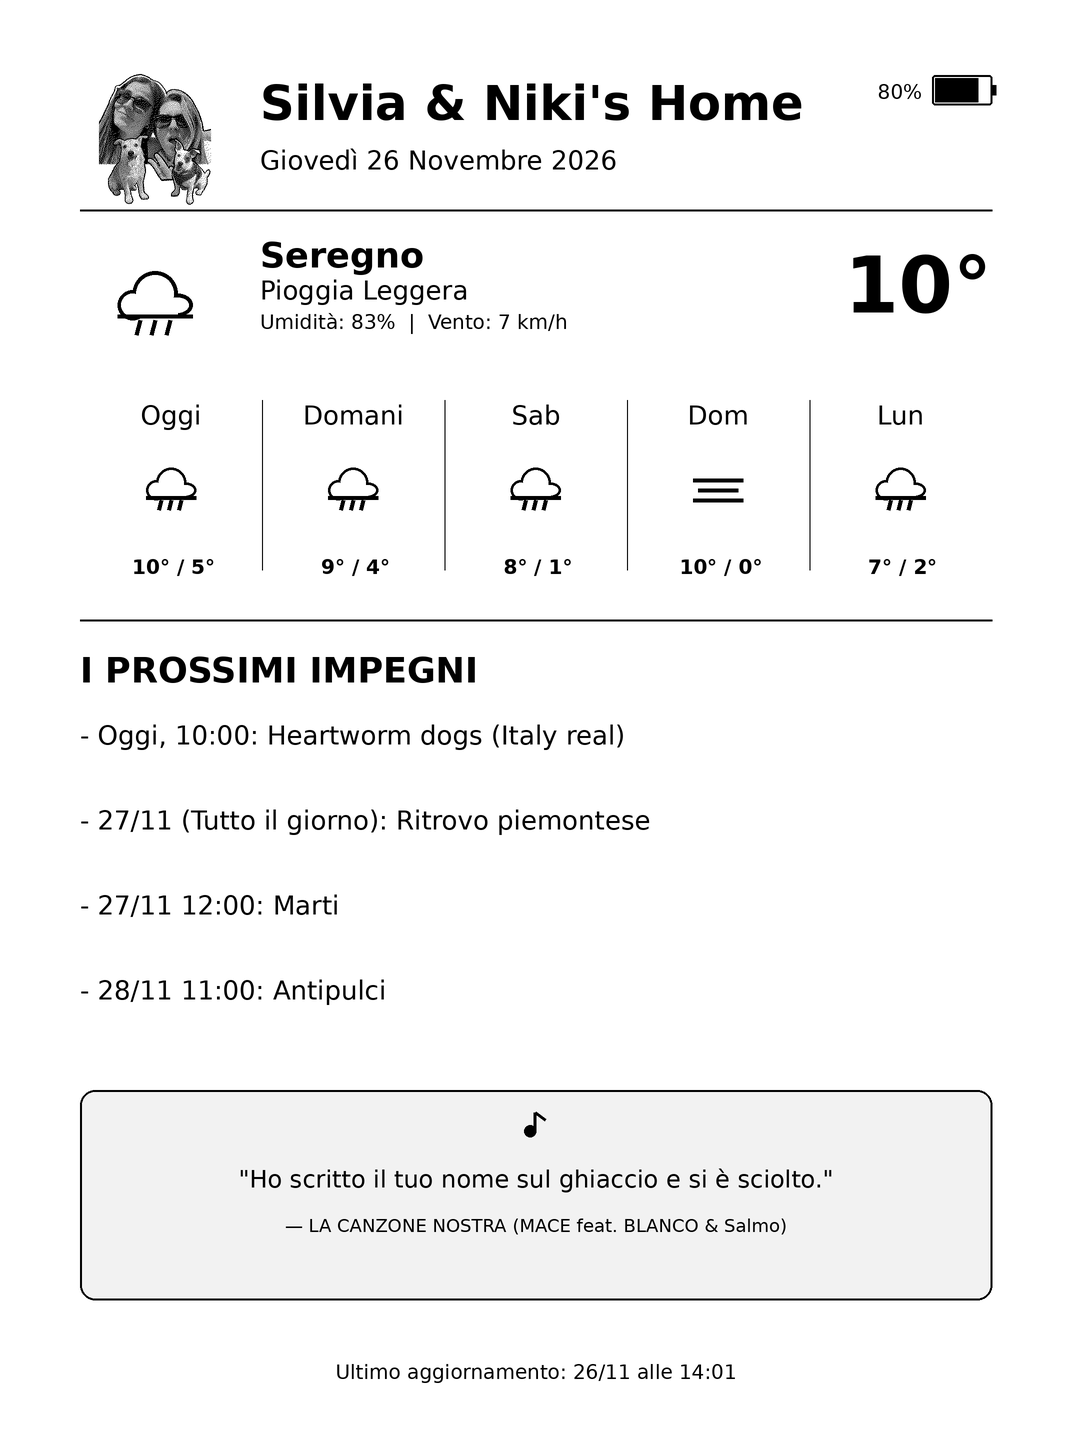 Silvia & Niki's Home
80%
Giovedì 26 Novembre 2026
Seregno
Pioggia Leggera
Umidità: 83% | Vento: 7 km/h
10°
Oggi Domani Sab Dom Lun
10° / 5° 9° / 4° 8° / 1° 10° / 0° 7° / 2°
I PROSSIMI IMPEGNI
- Oggi, 10:00: Heartworm dogs (Italy real)
- 27/11 (Tutto il giorno): Ritrovo piemontese
- 27/11 12:00: Marti
- 28/11 11:00: Antipulci
"Ho scritto il tuo nome sul ghiaccio e si è sciolto."
— LA CANZONE NOSTRA (MACE feat. BLANCO & Salmo)
Ultimo aggiornamento: 26/11 alle 14:01